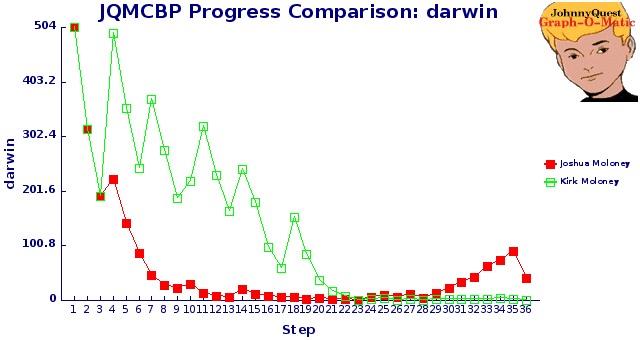 JQMCBP Progress Comparison: darwin
JohnnyQuest
Graph-O-Matic
504
403.2
302.4
201.6
100.8
0
darwin
Joshua Moloney
Kirk Moloney
1 2 3 4 5 6 7 8 9 10 11 12 13 14 15 16 17 18 19 20 21 22 23 24 25 26 27 28 29 30 31 32 33 34 35 36
Step